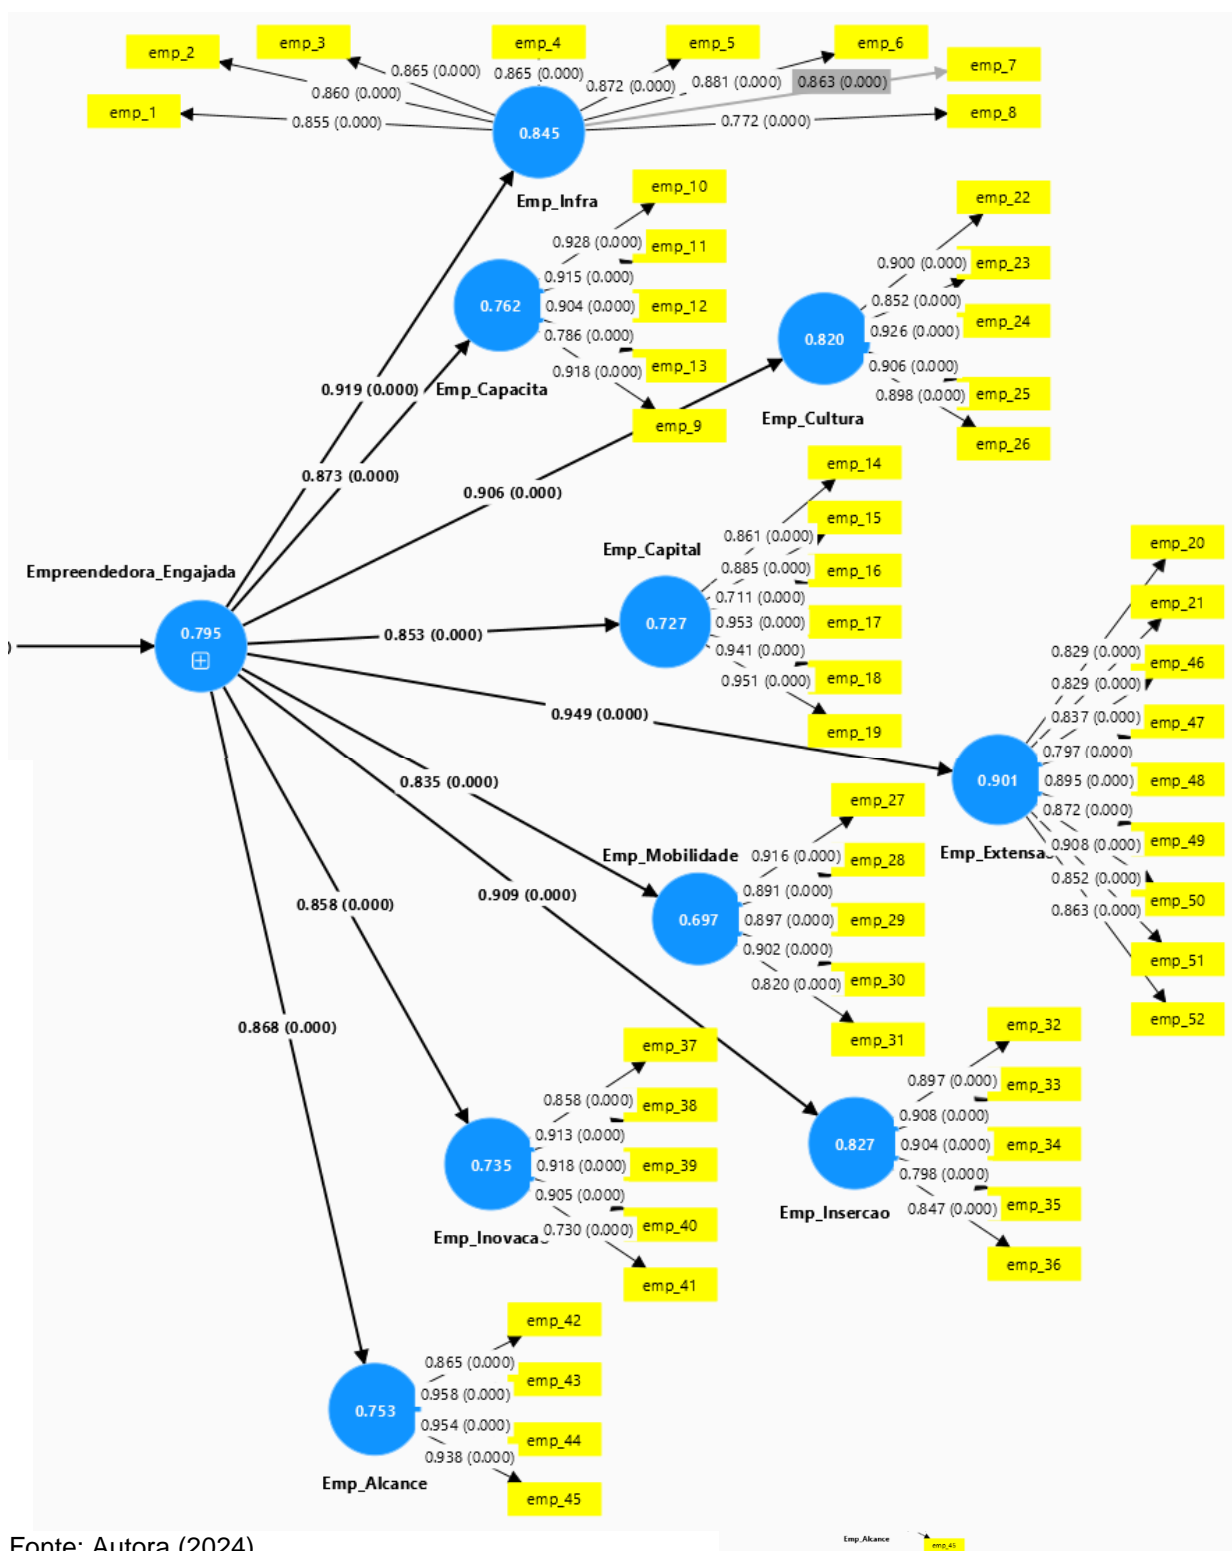 emp_2
emp_3
emp_4
emp_5
emp_6
emp_7
emp_1
emp_8
0.865 (0.000)
0.865 (0.000)
0.872 (0.000)
0.881 (0.000)
0.863 (0.000)
0.860 (0.000)
0.855 (0.000)
0.772 (0.000)
0.845
Emp_Infra
emp_10
0.928 (0.000)
emp_11
0.915 (0.000)
0.762
0.904 (0.000)
emp_12
0.786 (0.000)
emp_13
0.918 (0.000)
Emp_Capacita
emp_9
emp_22
0.900 (0.000)
emp_23
0.852 (0.000)
emp_24
0.926 (0.000)
0.820
0.906 (0.000)
emp_25
0.898 (0.000)
Emp_Cultura
emp_26
0.919 (0.000)
0.873 (0.000)
0.906 (0.000)
emp_14
emp_15
0.861 (0.000)
Emp_Capital
0.885 (0.000)
emp_16
0.711 (0.000)
0.727
0.953 (0.000)
emp_17
0.941 (0.000)
emp_18
0.951 (0.000)
emp_19
Empreendedora_Engajada
0.795
0.853 (0.000)
0.949 (0.000)
emp_20
emp_21
0.829 (0.000)
emp_46
0.829 (0.000)
0.837 (0.000)
emp_47
0.797 (0.000)
0.901
0.895 (0.000)
emp_48
0.872 (0.000)
emp_49
0.908 (0.000)
Emp_Extensa
0.852 (0.000)
emp_50
0.863 (0.000)
emp_51
emp_52
0.835 (0.000)
emp_27
Emp_Mobilidade
0.916 (0.000)
emp_28
0.891 (0.000)
0.697
0.897 (0.000)
emp_29
0.902 (0.000)
emp_30
0.820 (0.000)
emp_31
0.909 (0.000)
0.858 (0.000)
0.868 (0.000)
emp_32
0.897 (0.000)
emp_33
0.908 (0.000)
0.827
0.904 (0.000)
emp_34
0.798 (0.000)
emp_35
0.847 (0.000)
Emp_Insercao
emp_36
emp_37
0.858 (0.000)
emp_38
0.913 (0.000)
0.735
0.918 (0.000)
emp_39
0.905 (0.000)
emp_40
0.730 (0.000)
Emp_Inovaca
emp_41
emp_42
0.865 (0.000)
emp_43
0.958 (0.000)
0.753
0.954 (0.000)
emp_44
0.938 (0.000)
Emp_Alcance
emp_45
Fonte: Autora (2024)
Emp_Alcance
emp_45